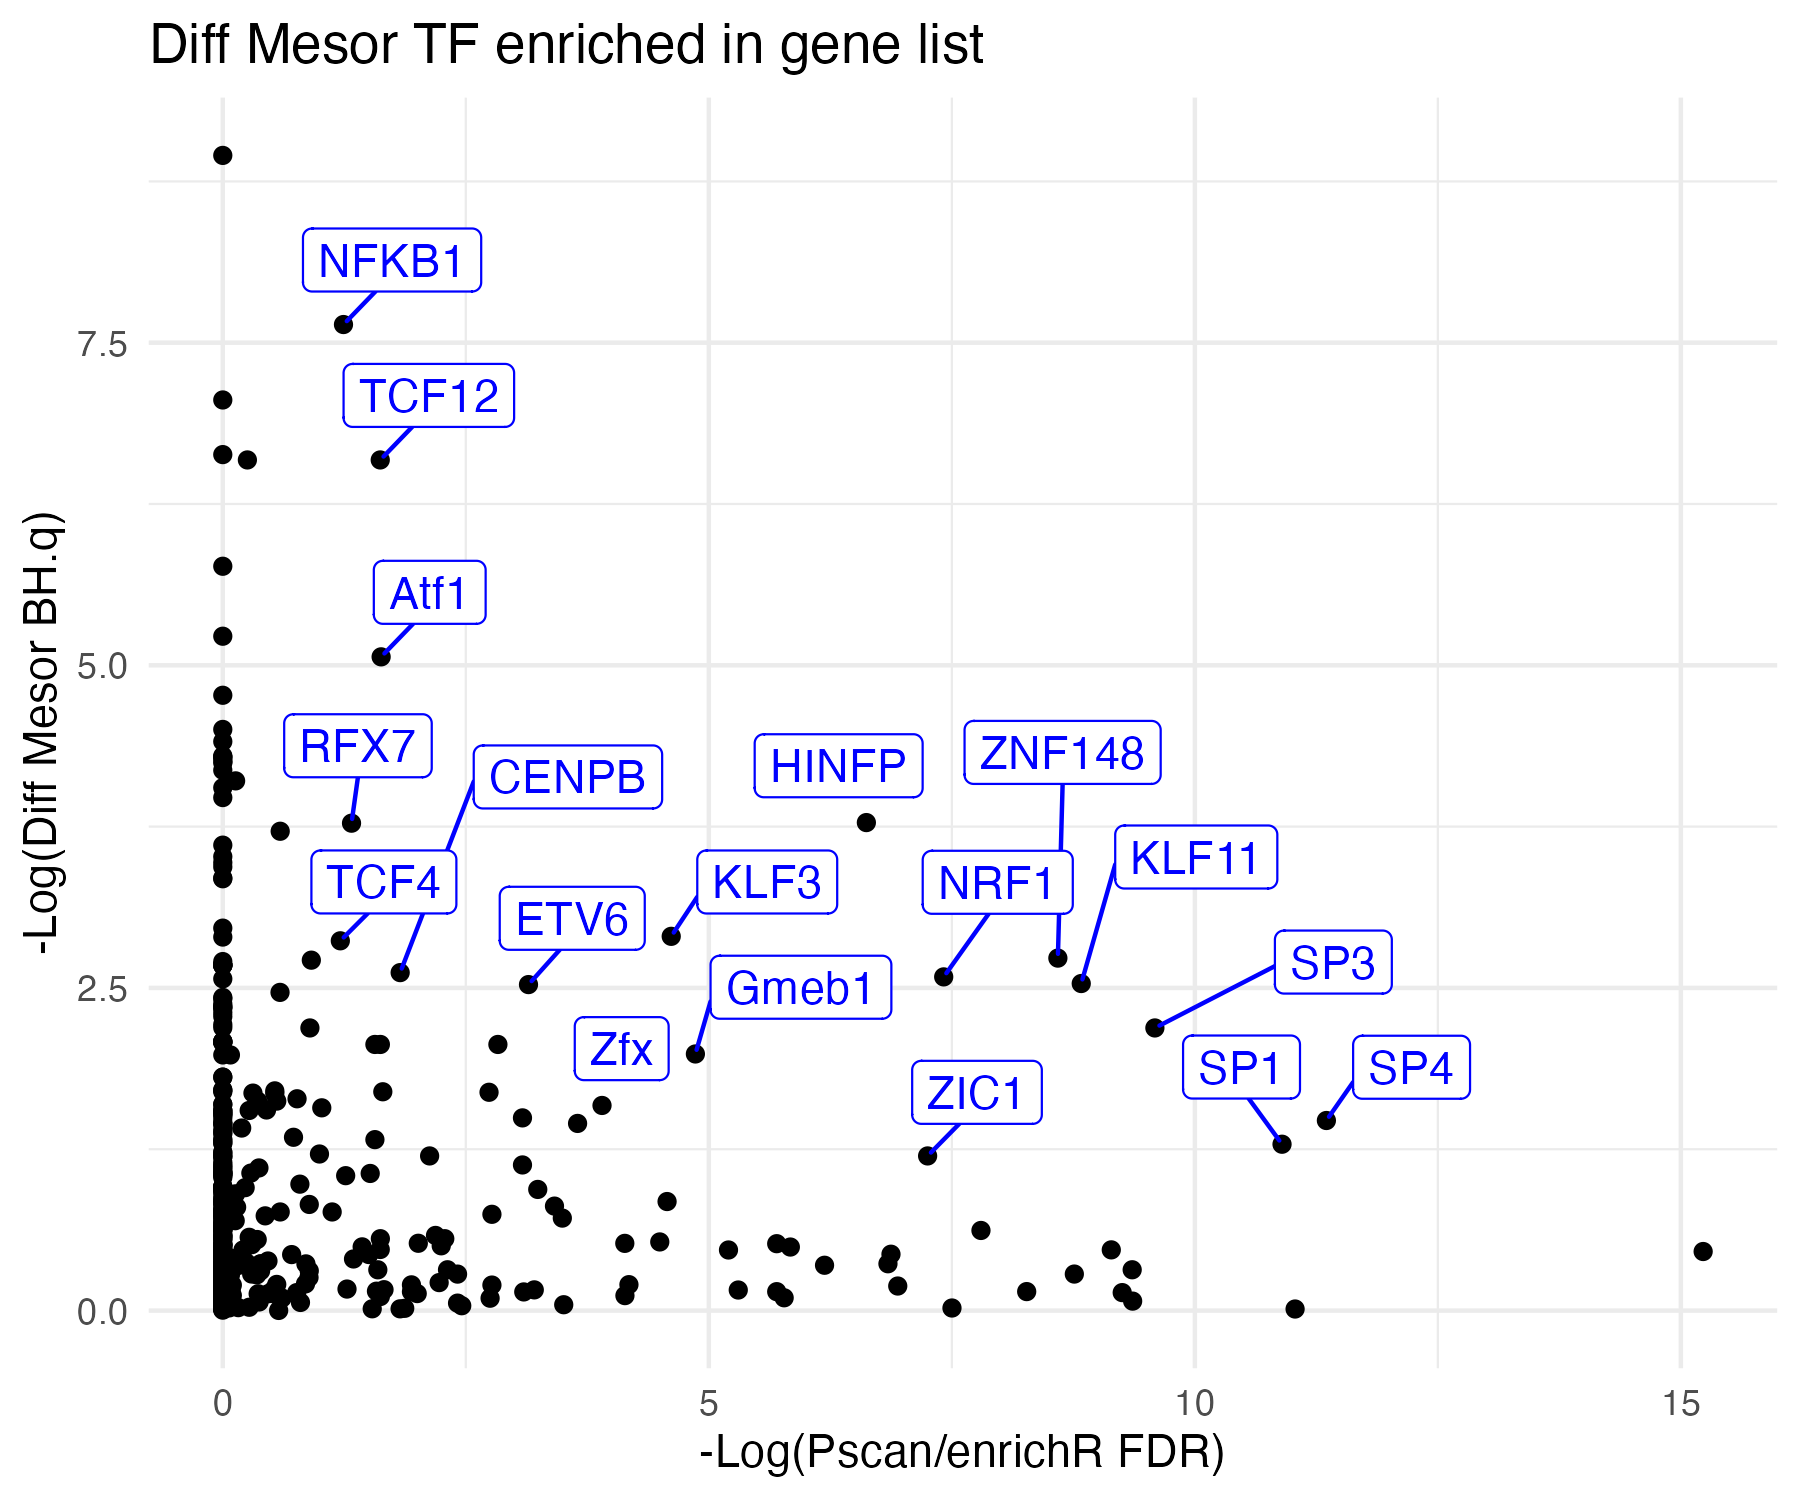 Diff Mesor TF enriched in gene list
-Log(Diff Mesor BH.q)
7.5
5.0
2.5
0.0
NFKB1
TCF12
Atf1
RFX7
CENPB
HINFP
ZNF148
TCF4
ETV6
KLF3
NRF1
KLF11
Gmeb1
SP3
Zfx
ZIC1
SP1
SP4
0
5
10
15
-Log(Pscan/enrichR FDR)